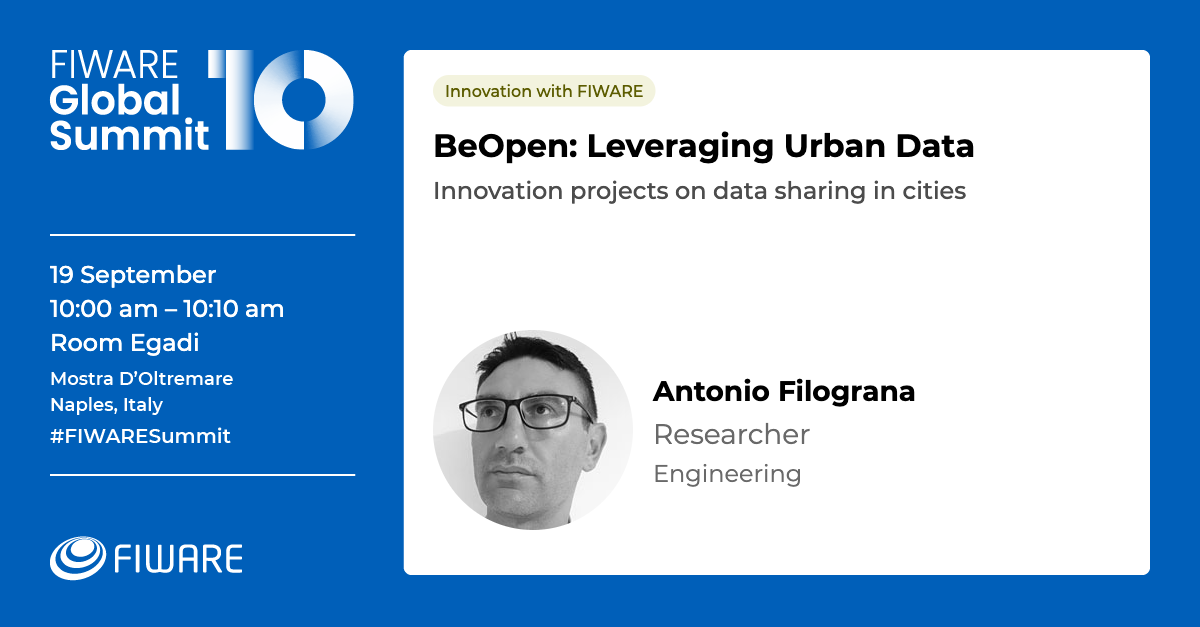 FIWARE
Global
Summit
10
19 September
10:00 am – 10:10 am
Room Egadi
Mostra D’Oltremare
Naples, Italy
#FIWARESummit
FIWARE
Innovation with FIWARE
BeOpen: Leveraging Urban Data
Innovation projects on data sharing in cities
Antonio Filograna
Researcher
Engineering